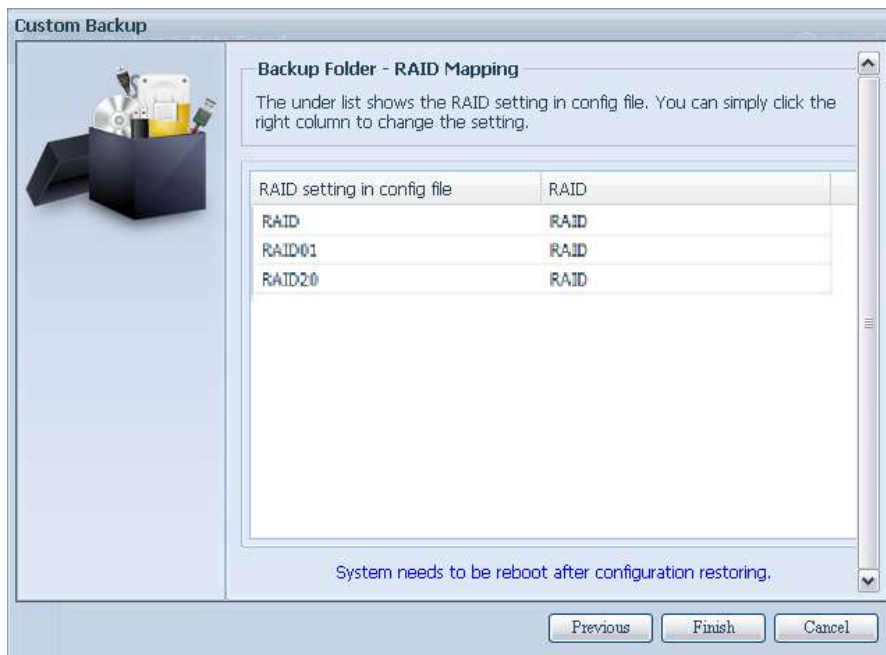 Custom Backup
Backup Folder - RAID Mapping
The under list shows the RAID setting in config file. You can simply click the
right column to change the setting.
RAID setting in config file RAID
RAID RAID
RAID01 RAID
RAID20 RAID
System needs to be reboot after configuration restoring.
Previous Finish Cancel